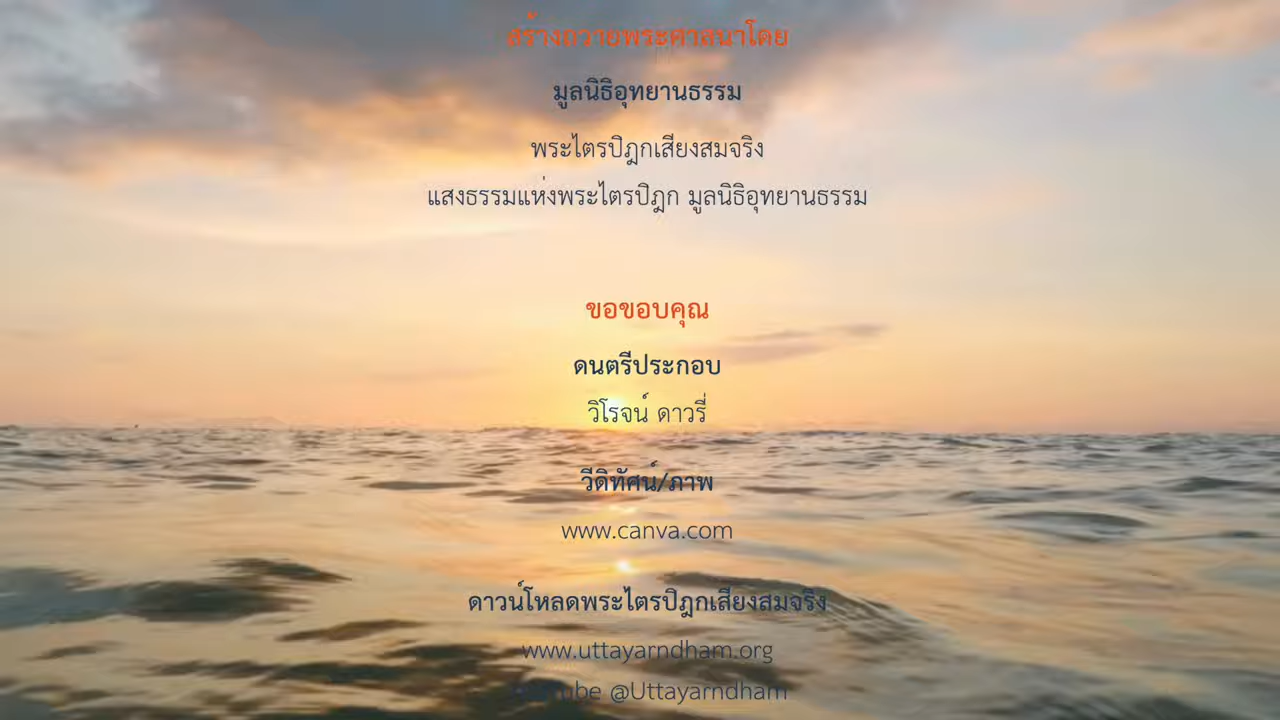 สร้างถวายพระศาสนาโดย
มูลนิธิอุทยานธรรม
พระไตรปิฎกเสียงสมจริง
แสงธรรมแห่งพระไตรปิฎก มูลนิธิอุทยานธรรม
ขอขอบคุณ
ดนตรีประกอบ
วิโรจน์ ดาวรี่
วีดิทัศน์/ภาพ
www.canva.com
ดาวน์โหลดพระไตรปิฎกเสียงสมจริง
www.uttayarndham.org
YouTube @Uttayarndham